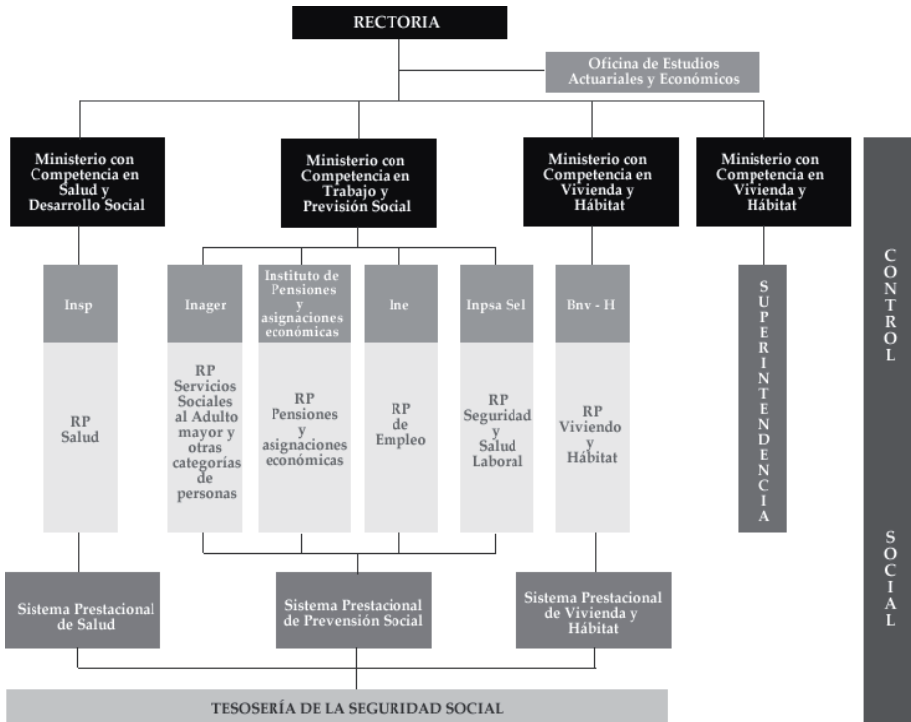 RECTORIA
Oficina de Estudios
Actuariales y Económicos
Ministerio con
Competencia en
Salud y
Desarrollo Social
Ministerio con
Competencia en
Trabajo y
Previsión Social
Ministerio con
Competencia en
Vivienda y
Hábitat
Ministerio con
Competencia en
Vivienda y
Hábitat
Insp
Inager
Instituto de
Pensiones
y
asignaciones
económicas
Ine
Inpsa Sel
Bnv - H
RP
Salud
RP
Servicios
Sociales
al Adulto
mayor y
otras
categorías
de
personas
RP
Pensiones
y
asignaciones
económicas
RP
de
Empleo
RP
Seguridad
y
Salud
Laboral
RP
Viviendo
y
Hábitat
SUPERINTENDENCIA
CONTROL SOCIAL
Sistema Prestacional
de Salud
Sistema Prestacional
de Prevensión Social
Sistema Prestacional
de Vivienda y
Hábitat
TESOSERÍA DE LA SEGURIDAD SOCIAL